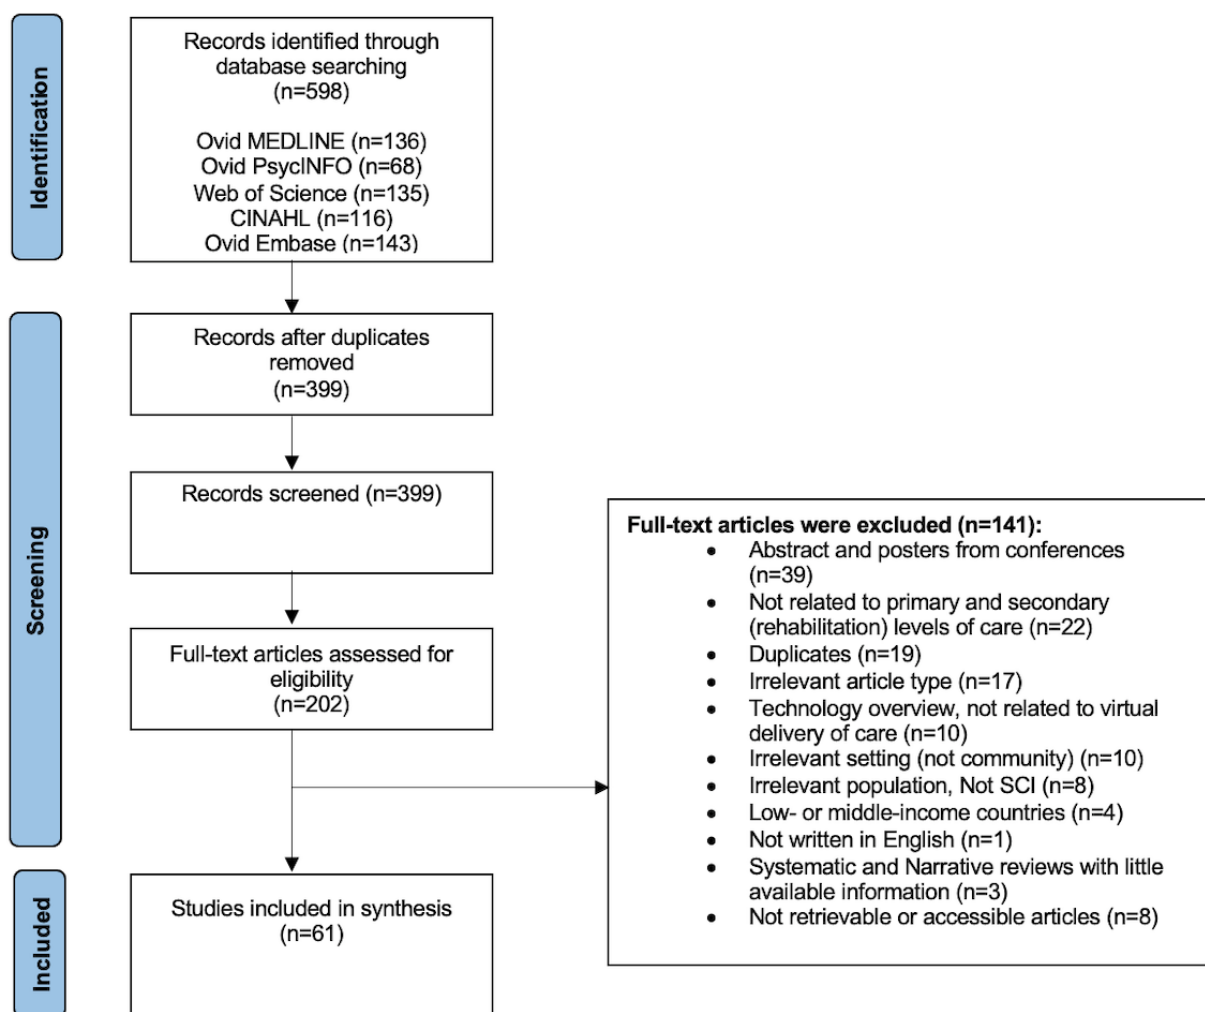 Identification
Records identified through
database searching
(n=598)
Ovid MEDLINE (n=136)
Ovid PsycINFO (n=68)
Web of Science (n=135)
CINAHL (n=116)
Ovid Embase (n=143)
Screening
Records after duplicates
removed
(n=399)
Records screened (n=399)
Full-text articles assessed for
eligibility
(n=202)
Full-text articles were excluded (n=141):
• Abstract and posters from conferences
(n=39)
• Not related to primary and secondary
(rehabilitation) levels of care (n=22)
• Duplicates (n=19)
• Irrelevant article type (n=17)
• Technology overview, not related to virtual
delivery of care (n=10)
• Irrelevant setting (not community) (n=10)
• Irrelevant population, Not SCI (n=8)
• Low- or middle-income countries (n=4)
• Not written in English (n=1)
• Systematic and Narrative reviews with little
available information (n=3)
• Not retrievable or accessible articles (n=8)
Included
Studies included in synthesis
(n=61)